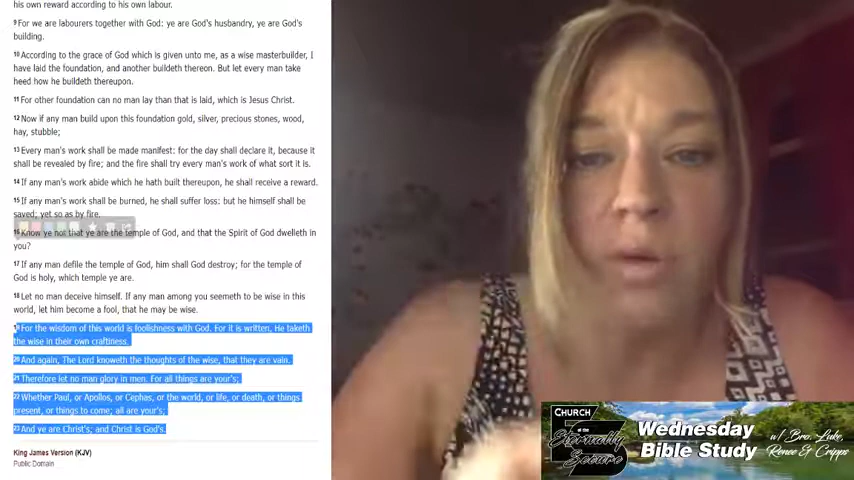 his own reward according to his own labour.
9 For we are labourers together with God: ye are God's husbandry, ye are God's
building.
10 According to the grace of God which is given unto me, as a wise masterbuilder, I
have laid the foundation, and another buildeth thereon. But let every man take
heed how he buildeth thereupon.
11 For other foundation can no man lay than that is laid, which is Jesus Christ.
12 Now if any man build upon this foundation gold, silver, precious stones, wood,
hay, stubble;
13 Every man's work shall be made manifest: for the day shall declare it, because it
shall be revealed by fire; and the fire shall try every man's work of what sort it is.
14 If any man's work abide which he hath built thereupon, he shall receive a reward.
15 If any man's work shall be burned, he shall suffer loss: but he himself shall be
saved; yet so as by fire.
16 Know ye not that ye are the temple of God, and that the Spirit of God dwelleth in
you?
17 If any man defile the temple of God, him shall God destroy; for the temple of
God is holy, which temple ye are.
18 Let no man deceive himself. If any man among you seemeth to be wise in this
world, let him become a fool, that he may be wise.
19 For the wisdom of this world is foolishness with God. For it is written, He taketh
the wise in their own craftiness.
20 And again, The Lord knoweth the thoughts of the wise, that they are vain.
21 Therefore let no man glory in men. For all things are your's;
22 Whether Paul, or Apollos, or Cephas, or the world, or life, or death, or things
present, or things to come; all are your's;
23 And ye are Christ's; and Christ is God's.
King James Version (KJV)
Public Domain
CHURCH
of the
Eternally
Secure
Wednesday
Bible Study
w/ Bro. Luke,
Renee & Cripps